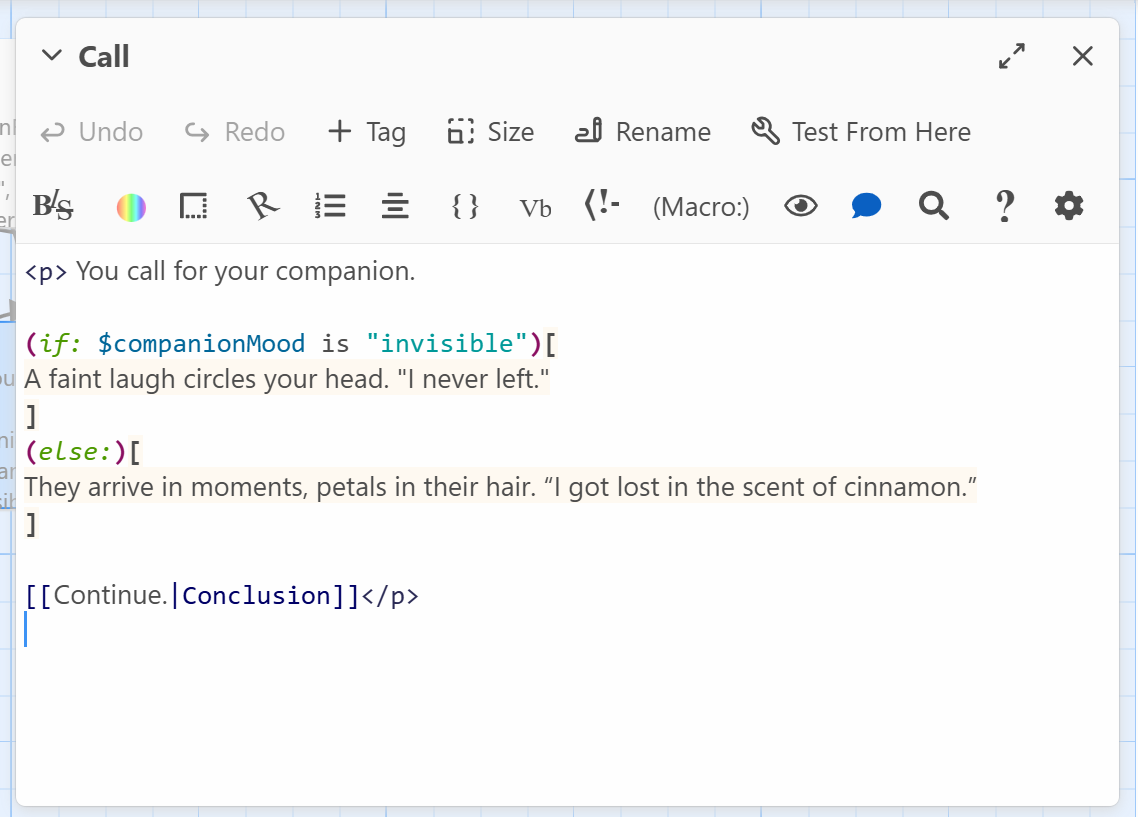 Call
Undo Redo + Tag Size Rename Test From Here
B/S R { } Vb (!- (Macro:) ?
<p> You call for your companion.
(if: $companionMood is "invisible")[
A faint laugh circles your head. "I never left."
]
(else:)[
They arrive in moments, petals in their hair. “I got lost in the scent of cinnamon.”
]
[[Continue.|Conclusion]]</p>